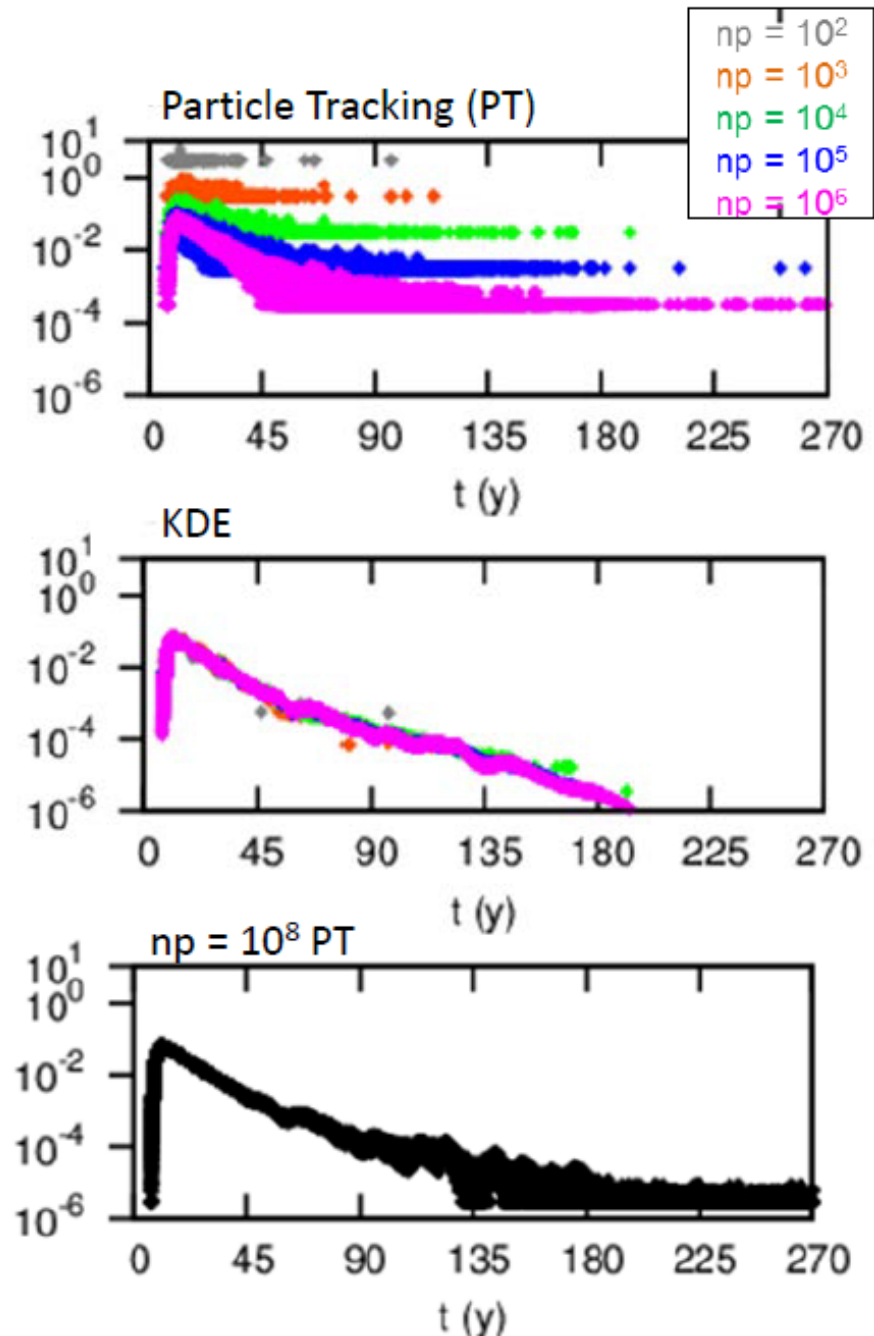 np = 10²
np = 10³
np = 10⁴
np = 10⁵
np = 10⁶
Particle Tracking (PT)
10¹
10⁰
10⁻²
10⁻⁴
10⁻⁶
0 45 90 135 180 225 270
t (y)
KDE
10¹
10⁰
10⁻²
10⁻⁴
10⁻⁶
0 45 90 135 180 225 270
t (y)
np = 10⁸ PT
10¹
10⁰
10⁻²
10⁻⁴
10⁻⁶
0 45 90 135 180 225 270
t (y)